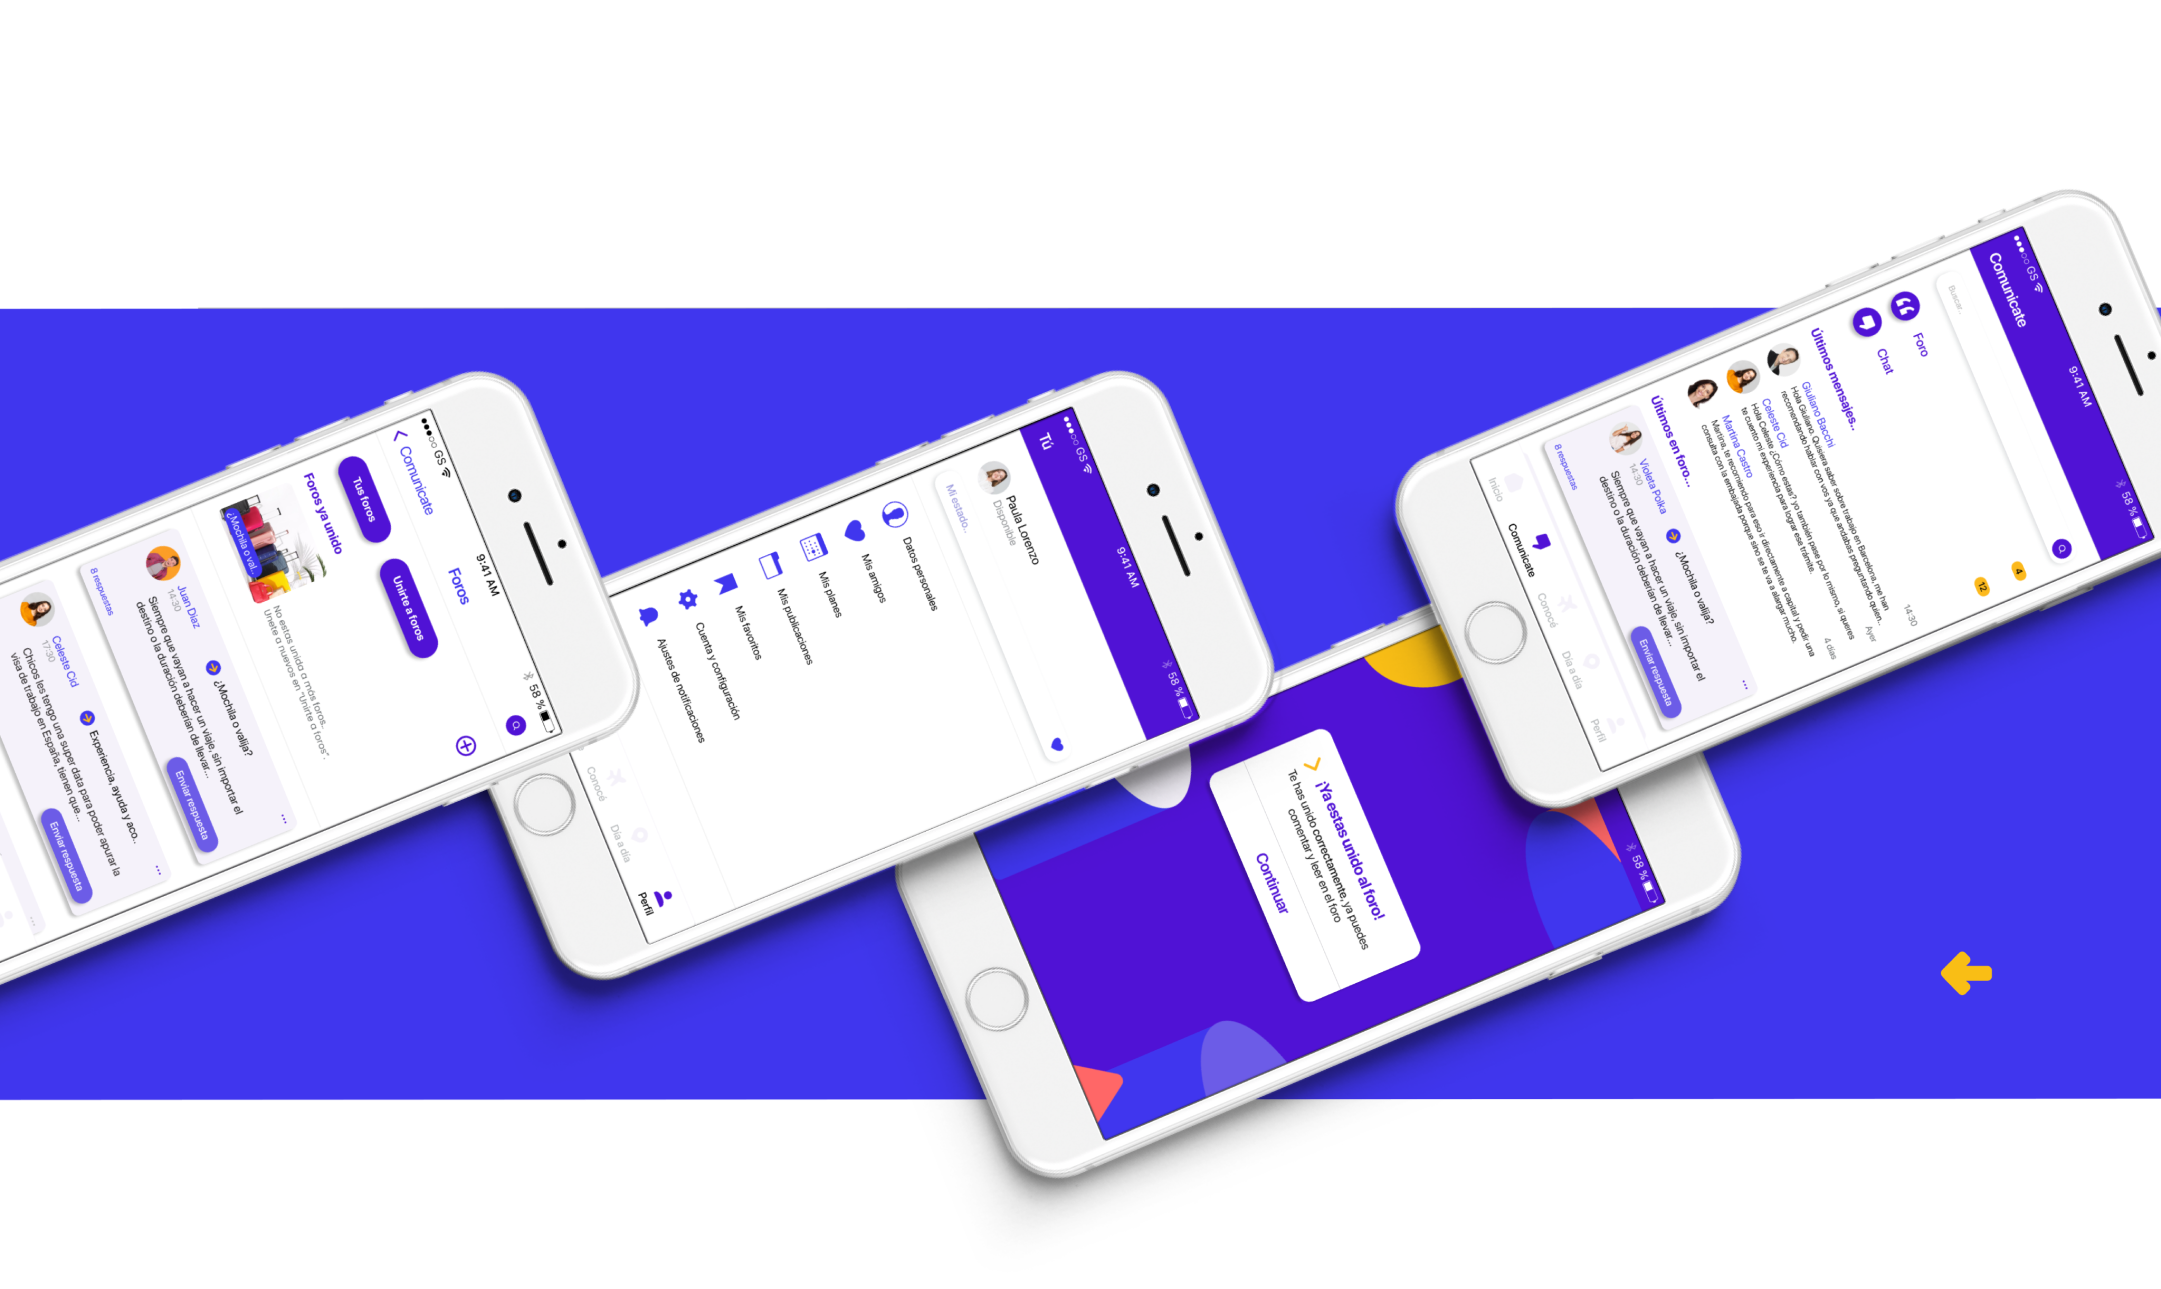 ●●●○○ GS
9:41 AM
58 %
Comunicate
Foros
Tus foros
Unirte a foros
Foros ya unido
¿Mochila o val...
No estas unido a más foros.
Unete a nuevos en "Unirte a foros".
Juan Diaz
14:30
¿Mochila o valija?
Siempre que vayan a hacer un viaje, sin importar el
destino o la duración deberían de llevar...
8 respuestas
Enviar respuesta
Celeste Cid
17:30
Experiencia, ayuda y aco..
Chicos les tengo una super data para poder apurar la
visa de trabajo en España, tienen que...
Enviar respuesta
●●●○○ GS
9:41 AM
58 %
Tú
Paula Lorenzo
Disponible
Mi estado...
Datos personales
Mis amigos
Mis planes
Mis publicaciones
Mis favoritos
Cuenta y configuración
Ajustes de notificaciones
Conocé
Día a día
Perfil
58 %
¡Ya estas unido al foro!
Te has unido correctamente, ya puedes
comentar y leer en el foro
Continuar
●●●○○ GS
9:41 AM
58 %
Comunicate
Buscar...
Foro
4
Chat
12
Últimos mensajes..
Giuliano Bacchi
14:30
Hola Giuliano. Quisiera saber sobre trabajo en Barcelona, me han
recomendando hablar con vos ya que andabas preguntando quien...
Celeste Cid
Ayer
Hola Celeste ¿Cómo estas? yo también pase por lo mismo, si queres
te cuento mi experiencia para lograr ese trámite.
Martina Castro
4 días
Martina, te recomiendo para eso ir directamente a capital y pedir una
consulta con la embajada porque sino se te va a alargar mucho.
Últimos en foro...
Violeta Polka
14:30
¿Mochila o valija?
Siempre que vayan a hacer un viaje, sin importar el
destino o la duración deberían de llevar...
8 respuestas
Enviar respuesta
Inicio
Comunicate
Conocé
Día a día
Perfil